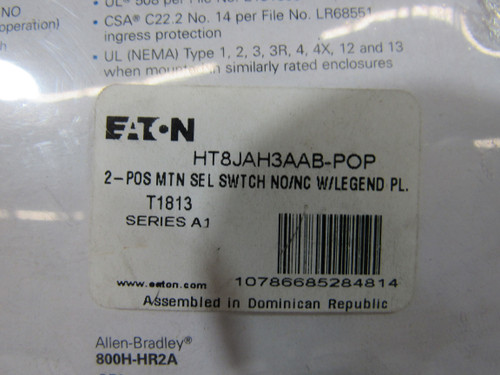 NO
operation)
th
• CSA® C22.2 No. 14 per File No. LR68551
ingress protection
• UL (NEMA) Type 1, 2, 3, 3R, 4, 4X, 12 and 13
when mounted in similarly rated enclosures
EATON
HT8JAH3AAB-POP
2-POS MTN SEL SWTCH NO/NC W/LEGEND PL.
T1813
SERIES A1
www.eaton.com
10786685284814
Assembled in Dominican Republic
Allen-Bradley®
800H-HR2A